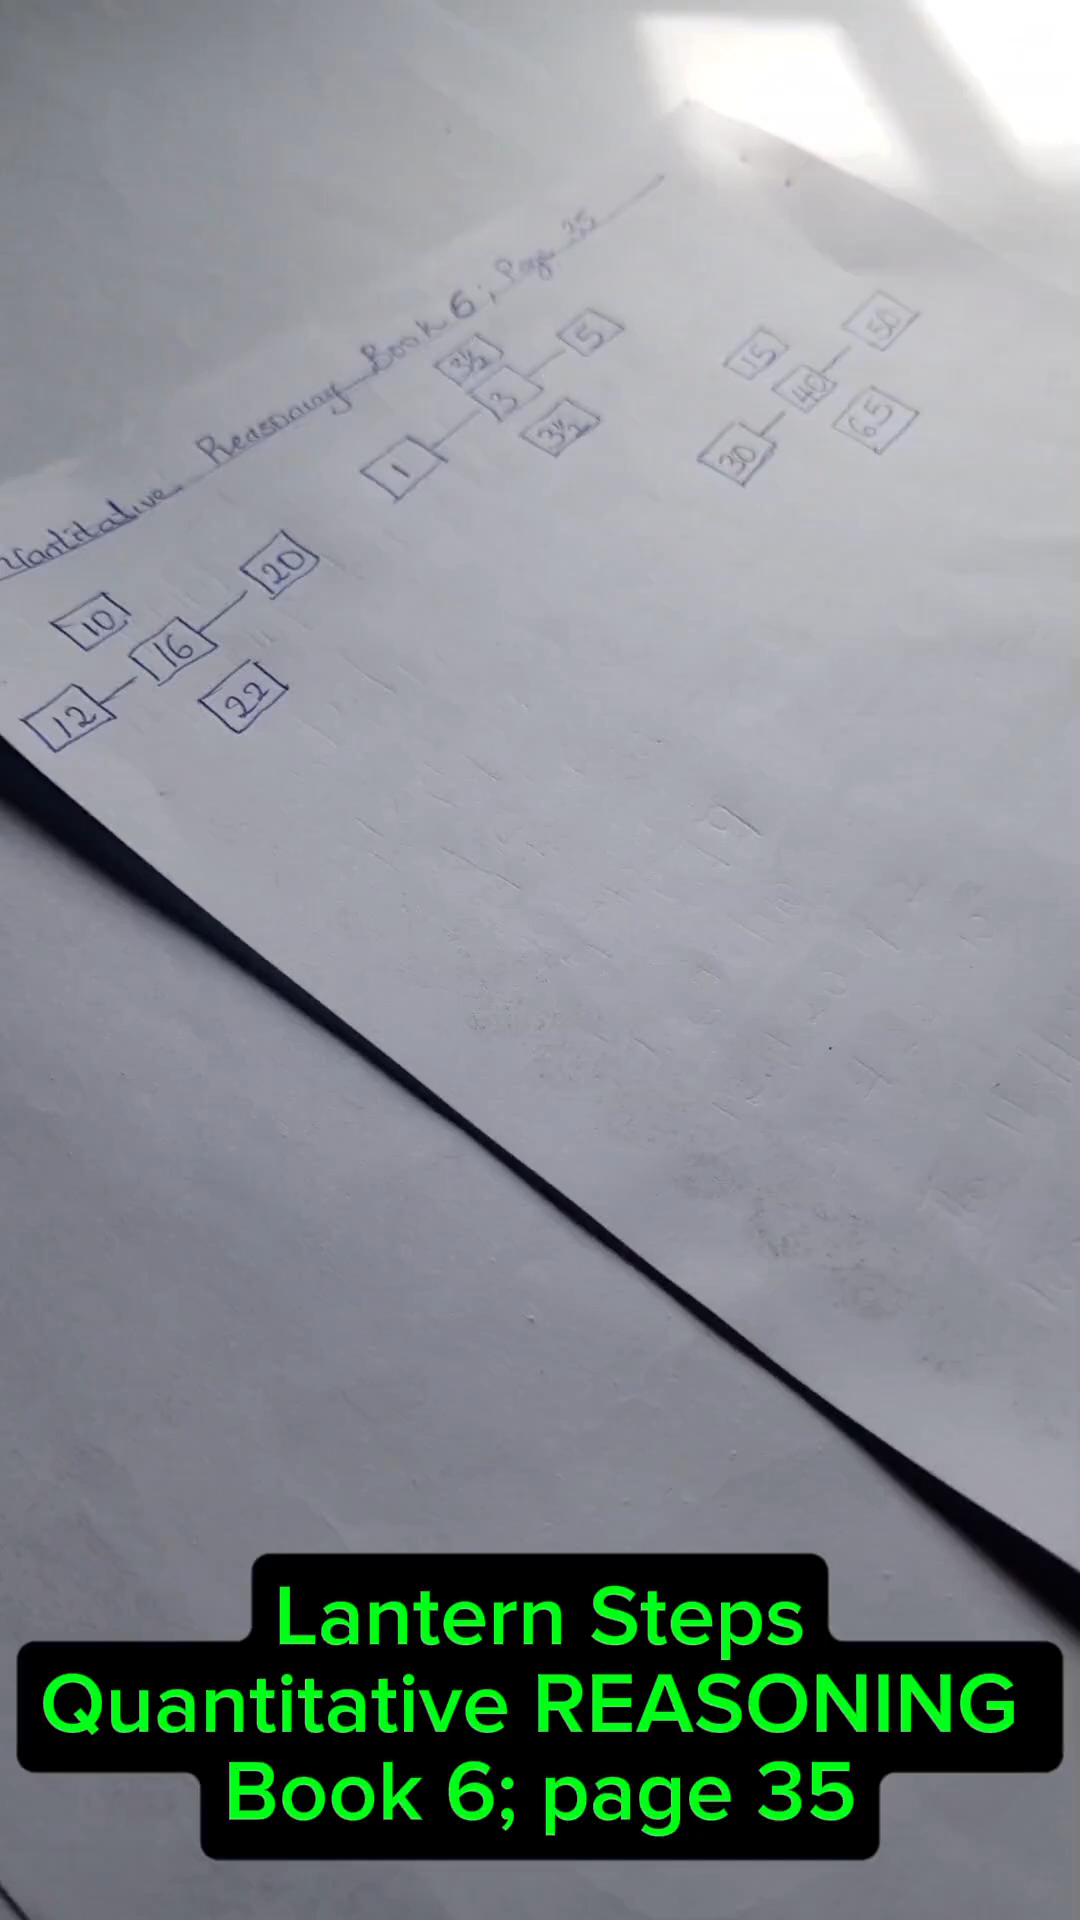 uantitative Reasoning Book 6; Page 35
10 20
16
12 22
3½ 5
3
1 3½
15 50
40
30 65
Lantern Steps
Quantitative REASONING
Book 6; page 35